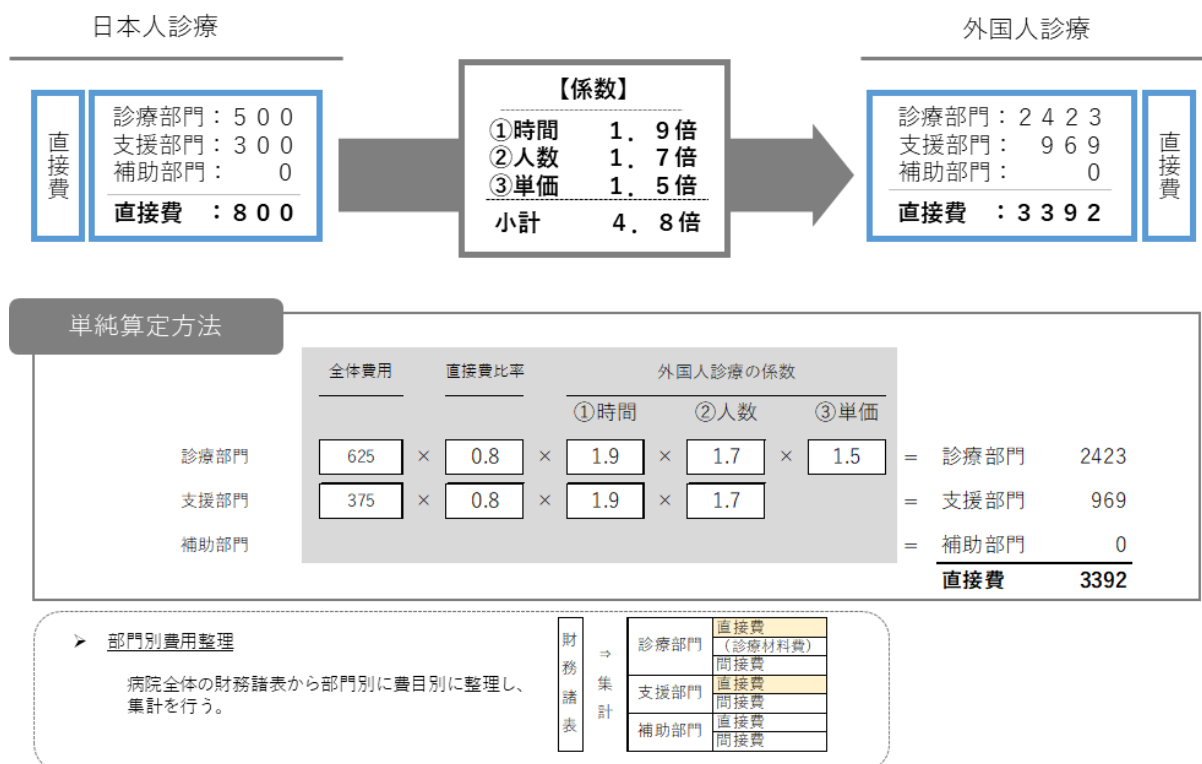 日本人診療
外国人診療
直接費
診療部門：５００
支援部門：３００
補助部門：　　０
直接費　：８００
【係数】
①時間　１．９倍
②人数　１．７倍
③単価　１．５倍
小計　４．８倍
診療部門：２４２３
支援部門：　９６９
補助部門：　　　０
直接費　：３３９２
直接費
単純算定方法
全体費用　直接費比率　外国人診療の係数
①時間　②人数　③単価
診療部門　625　×　0.8　×　1.9　×　1.7　×　1.5　=　診療部門　2423
支援部門　375　×　0.8　×　1.9　×　1.7　=　支援部門　969
補助部門　=　補助部門　0
直接費　3392
➤　部門別費用整理
病院全体の財務諸表から部門別に費目別に整理し、
集計を行う。
財務諸表
⇒集計
診療部門
直接費
（診療材料費）
間接費
支援部門
直接費
間接費
補助部門
直接費
間接費